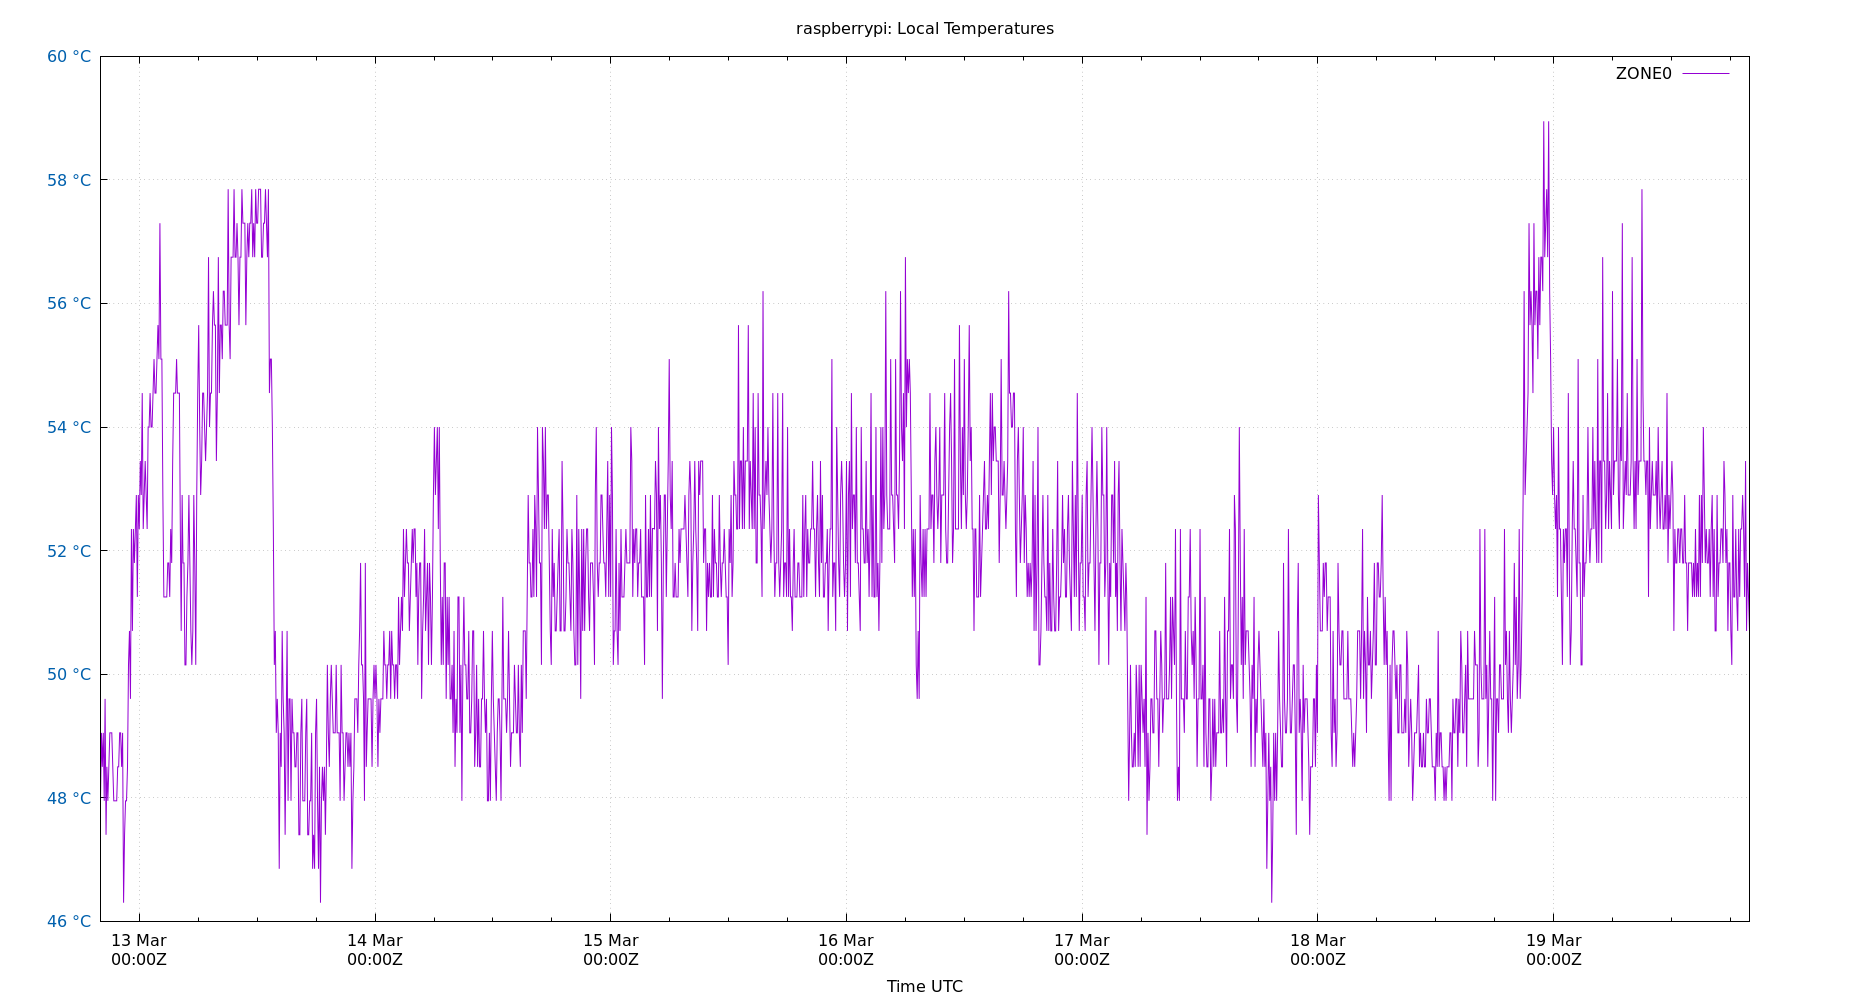 raspberrypi: Local Temperatures
60 °C
ZONE0
58 °C
56 °C
54 °C
52 °C
50 °C
48 °C
46 °C
13 Mar 14 Mar 15 Mar 16 Mar 17 Mar 18 Mar 19 Mar
00:00Z 00:00Z 00:00Z 00:00Z 00:00Z 00:00Z 00:00Z
Time UTC